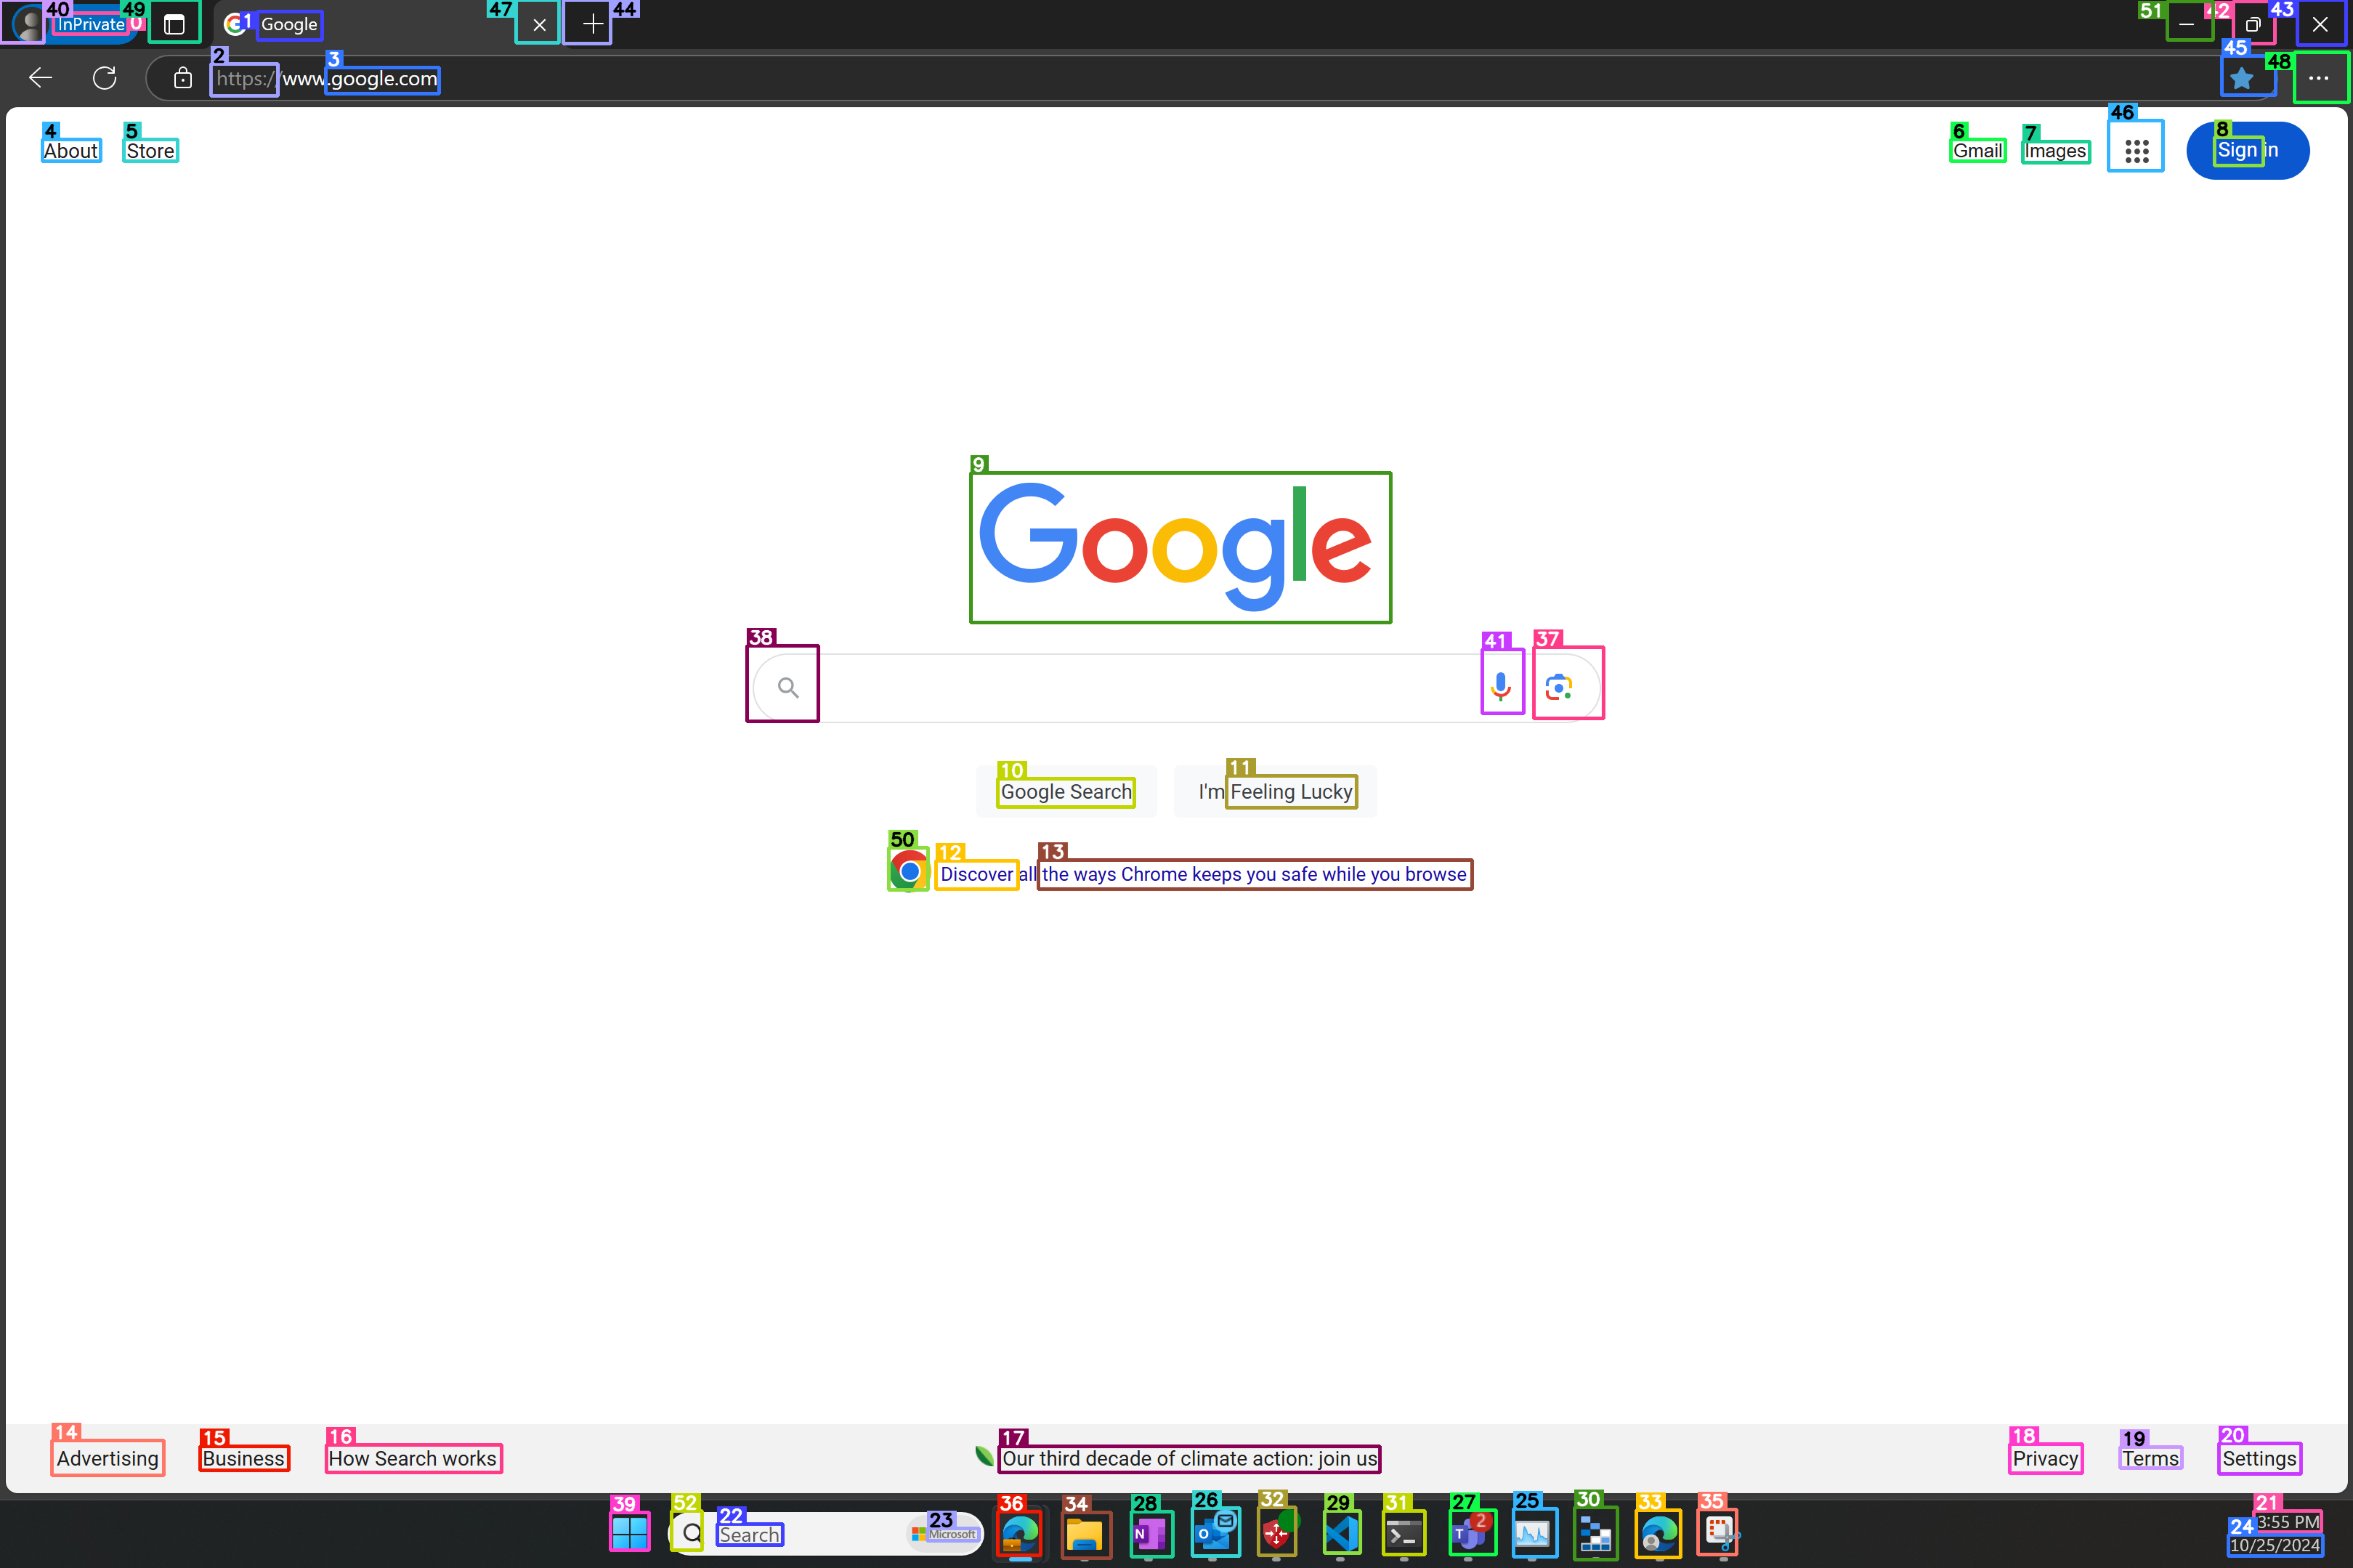 40 InPrivate 0 49 1 Google 47 44 51 42 43
2 https://www.google.com 3 45 48
4 About 5 Store 6 Gmail 7 Images 46 8 Sign in
9
Google
38 41 37
10 Google Search 11 I'm Feeling Lucky
50 12 Discover all 13 the ways Chrome keeps you safe while you browse
14 Advertising 15 Business 16 How Search works 17 Our third decade of climate action: join us 18 Privacy 19 Terms 20 Settings
39 52 22 Search 23 Microsoft 36 34 28 N 26 O 32 29 31 27 T 2 25 30 33 35 21 3:55 PM
24 10/25/2024